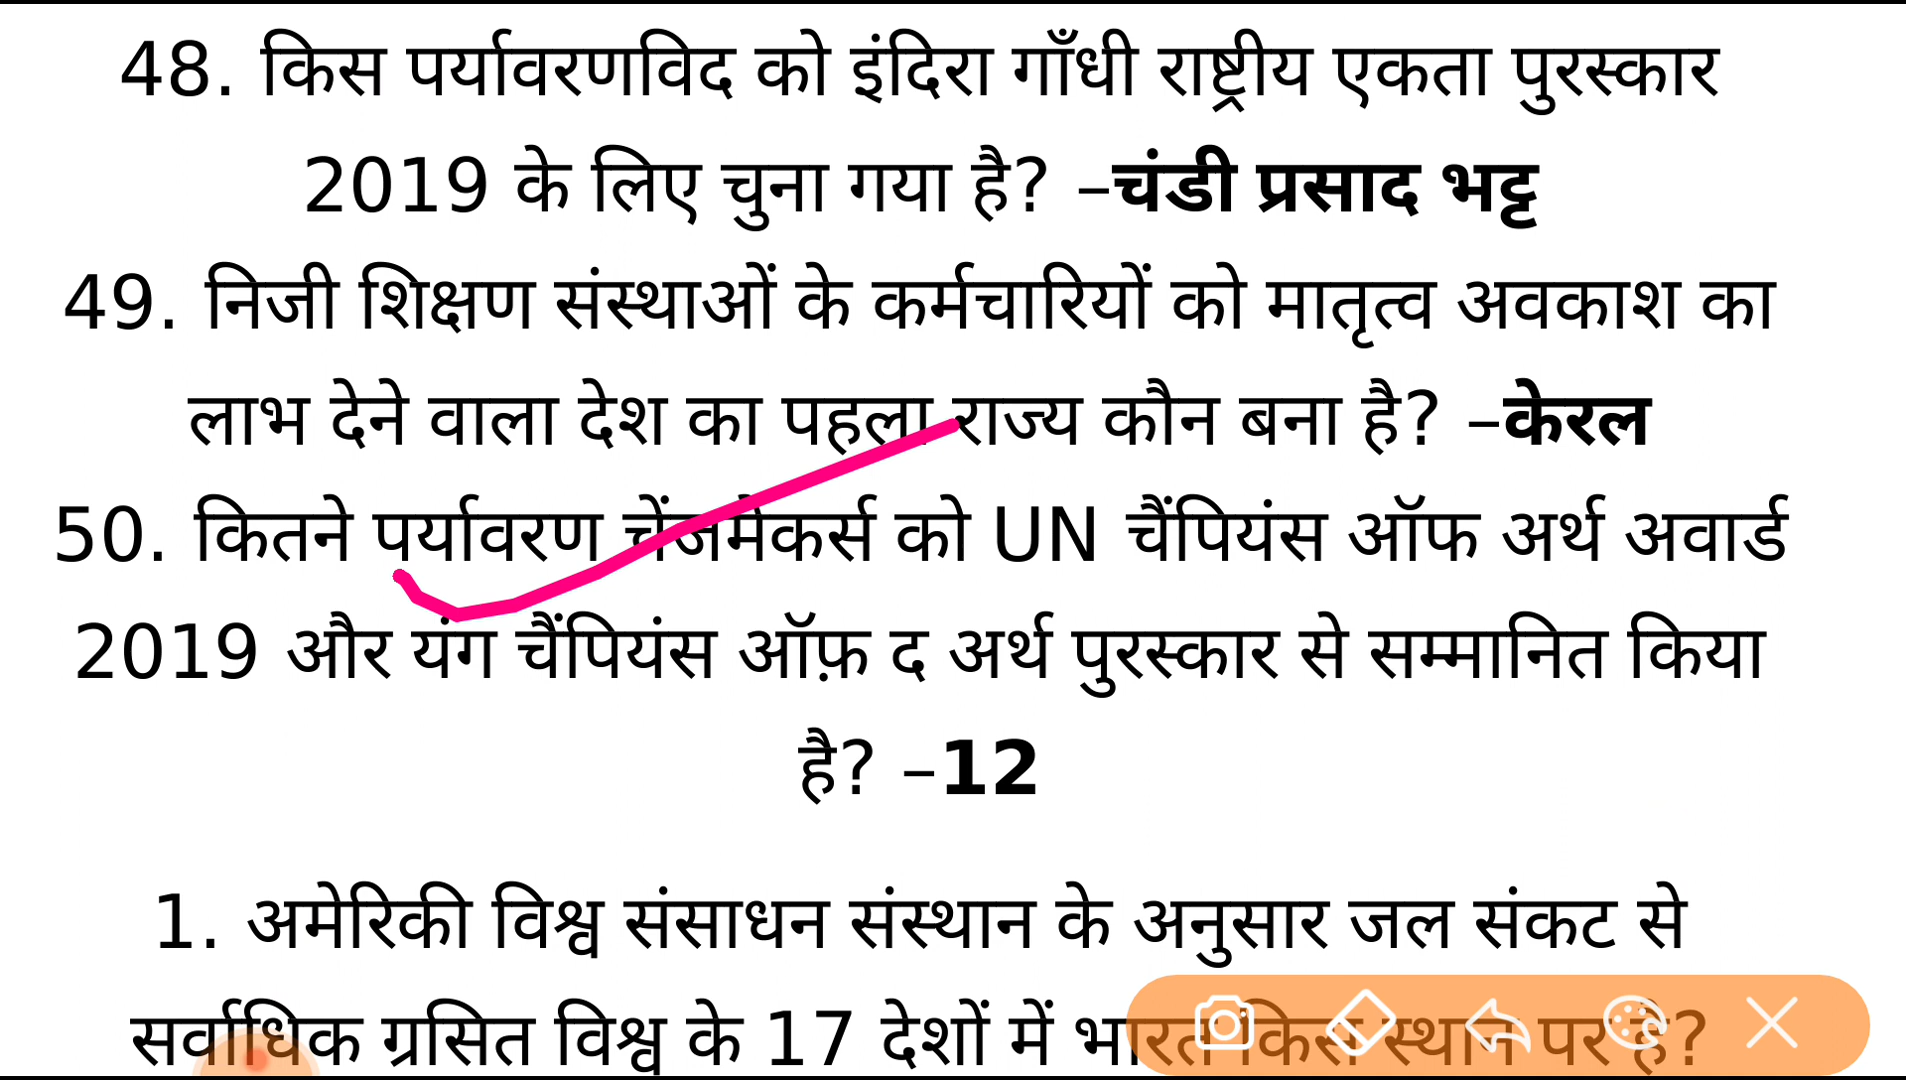 48. किस पर्यावरणविद को इंदिरा गाँधी राष्ट्रीय एकता पुरस्कार
2019 के लिए चुना गया है? –चंडी प्रसाद भट्ट
49. निजी शिक्षण संस्थाओं के कर्मचारियों को मातृत्व अवकाश का
लाभ देने वाला देश का पहला राज्य कौन बना है? –केरल
50. कितने पर्यावरण चेंजमेकर्स को UN चैंपियंस ऑफ अर्थ अवार्ड
2019 और यंग चैंपियंस ऑफ़ द अर्थ पुरस्कार से सम्मानित किया
है? –12
1. अमेरिकी विश्व संसाधन संस्थान के अनुसार जल संकट से
सर्वाधिक ग्रसित विश्व के 17 देशों में भारत किस स्थान पर है?